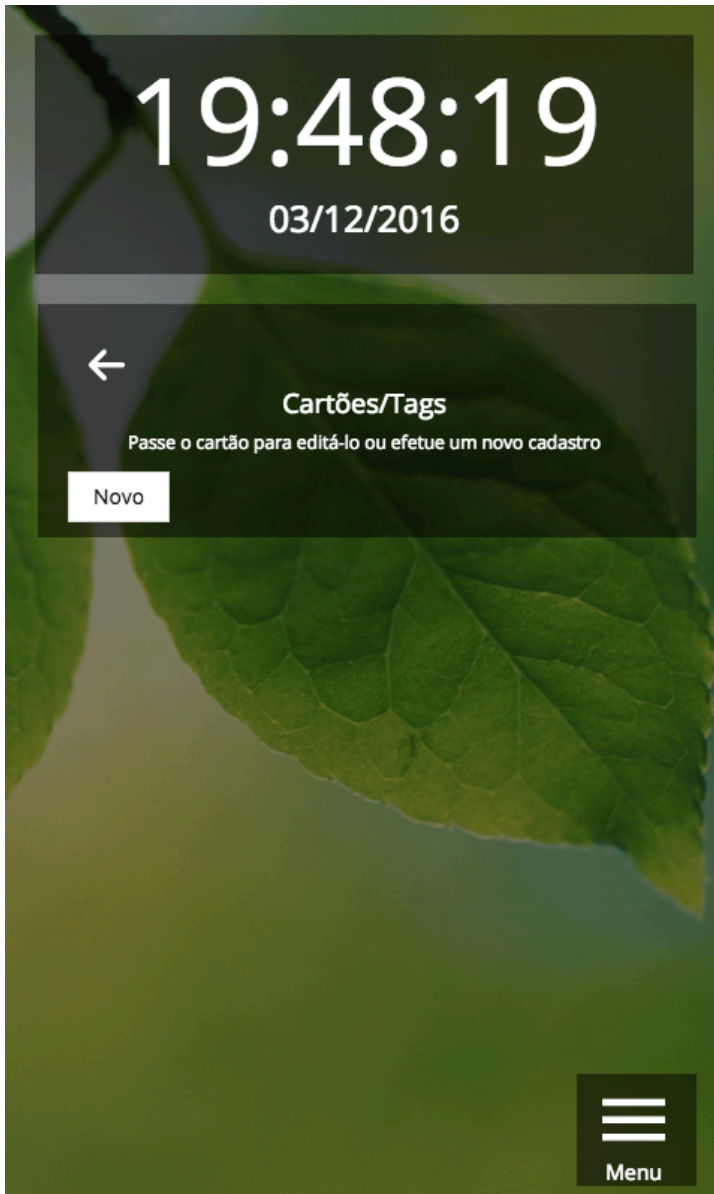 19:48:19
03/12/2016
Cartões/Tags
Passe o cartão para editá-lo ou efetue um novo cadastro
Novo
Menu